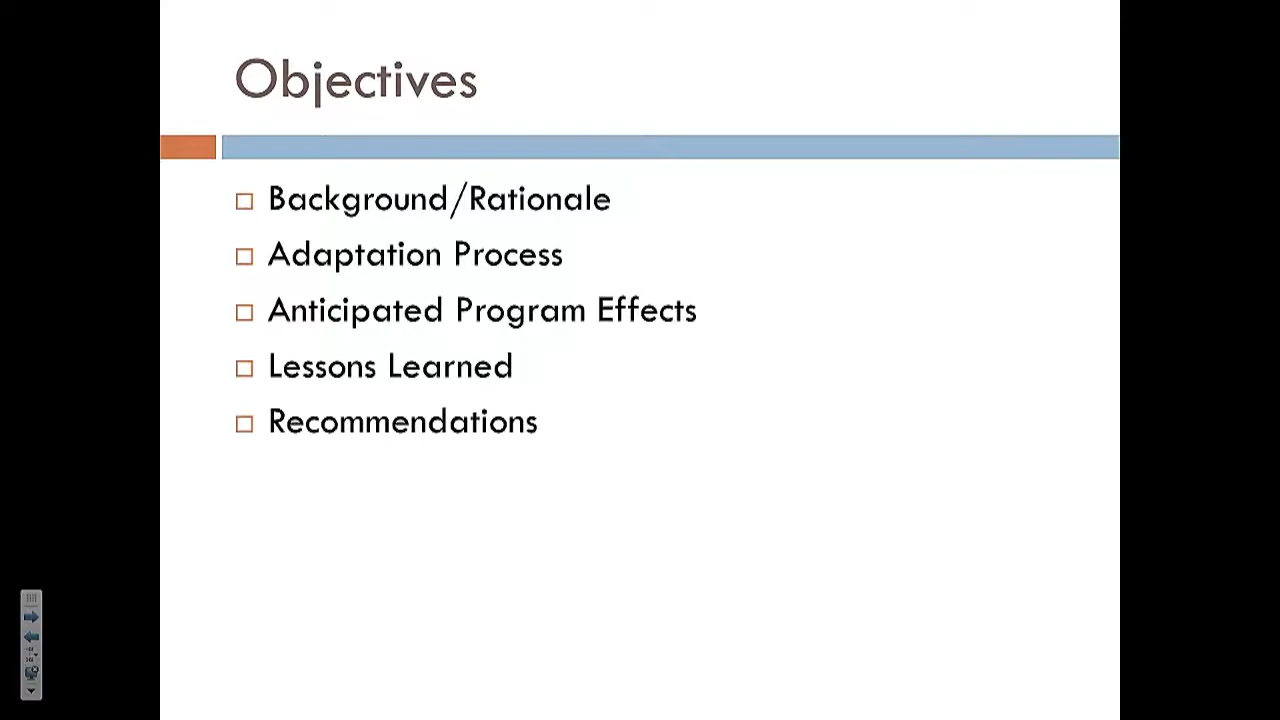 Objectives
Background/Rationale
Adaptation Process
Anticipated Program Effects
Lessons Learned
Recommendations